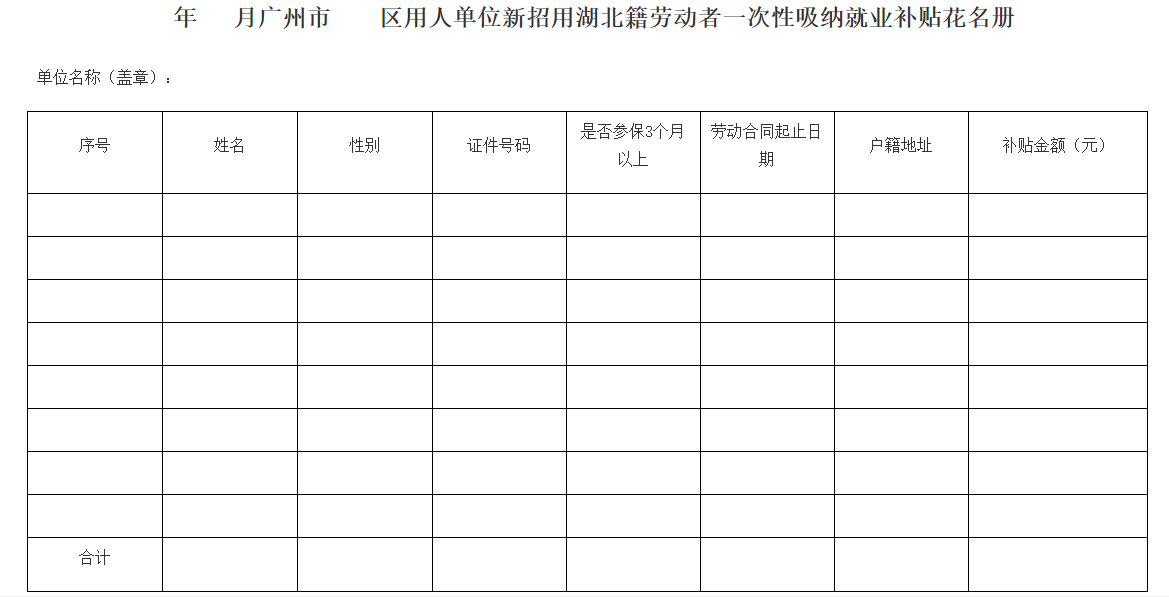 年 月广州市 区用人单位新招用湖北籍劳动者一次性吸纳就业补贴花名册
单位名称（盖章）：
序号 姓名 性别 证件号码 是否参保3个月以上 劳动合同起止日期 户籍地址 补贴金额（元）
合计